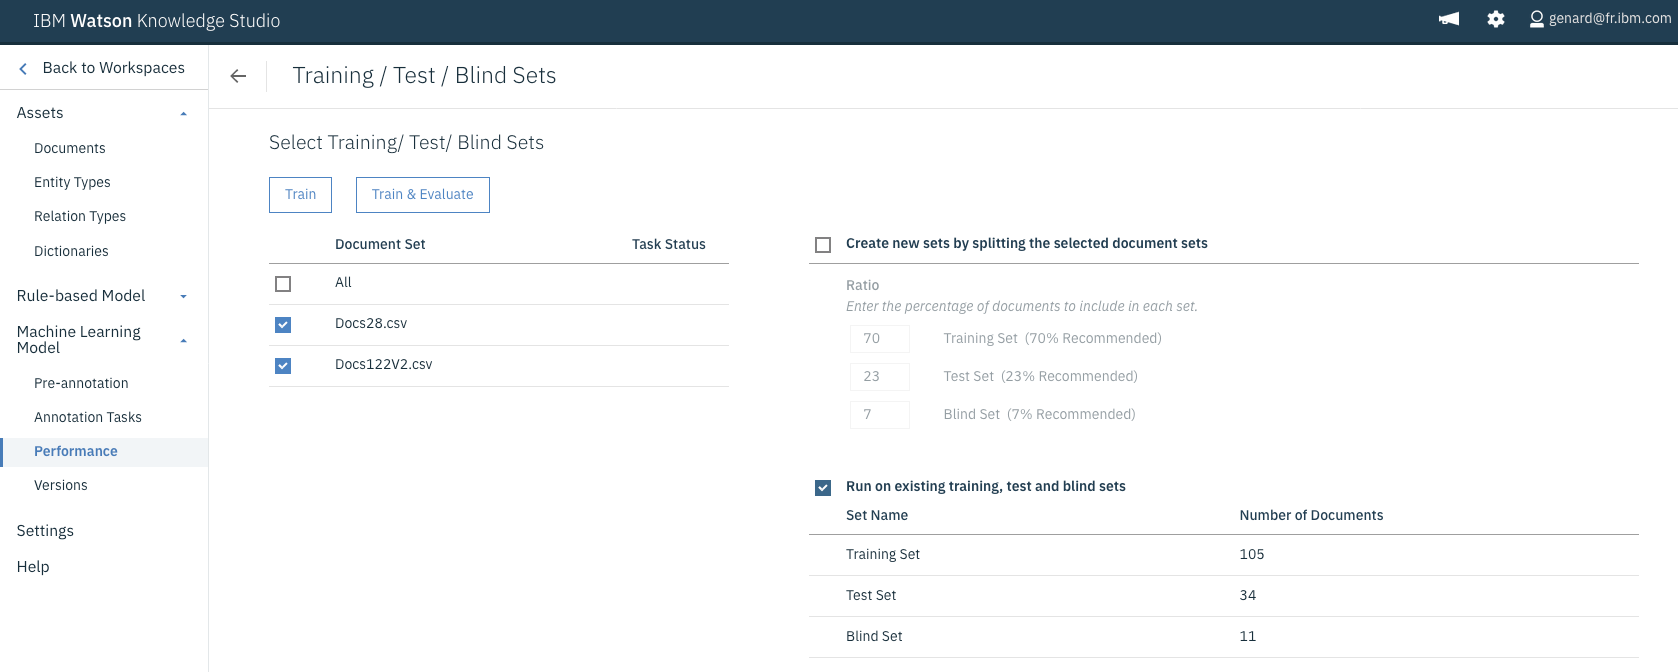 IBM Watson Knowledge Studio
genard@fr.ibm.com
Back to Workspaces
Assets
Documents
Entity Types
Relation Types
Dictionaries
Rule-based Model
Machine Learning
Model
Pre-annotation
Annotation Tasks
Performance
Versions
Settings
Help
Training / Test / Blind Sets
Select Training/ Test/ Blind Sets
Train
Train & Evaluate
Document Set Task Status
All
Docs28.csv
Docs122V2.csv
Create new sets by splitting the selected document sets
Ratio
Enter the percentage of documents to include in each set.
70 Training Set (70% Recommended)
23 Test Set (23% Recommended)
7 Blind Set (7% Recommended)
Run on existing training, test and blind sets
Set Name Number of Documents
Training Set 105
Test Set 34
Blind Set 11